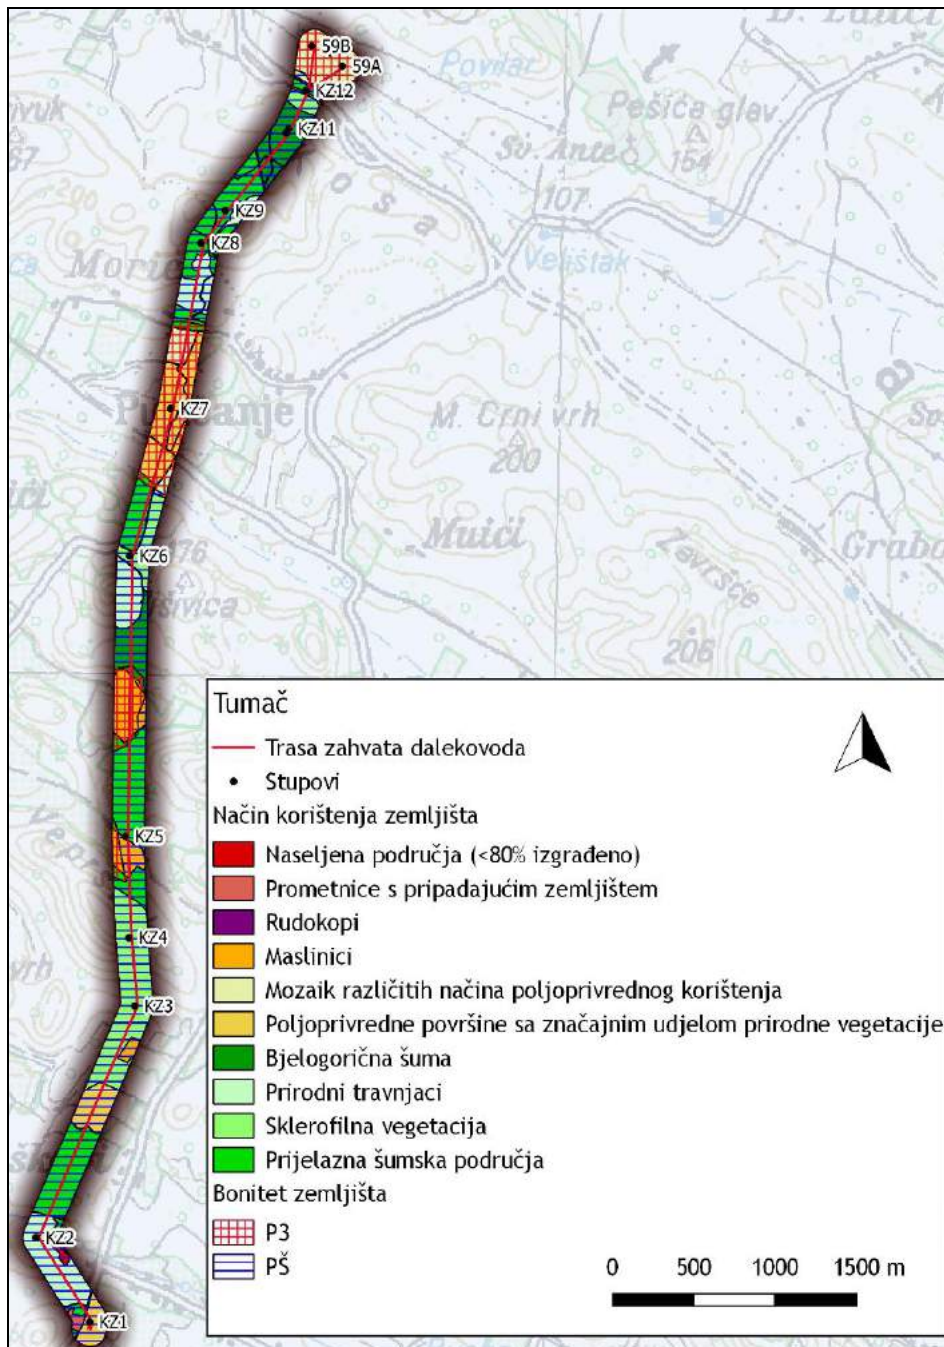 59B
59A
Povilar
KZ12
Pešića glav
KZ11
154
Sv. Ante
KZ9
107
KZ8
Velištak
KZ7
M. Crni vrh
200
Muići
KZ6
Završće
206
Tumač
Trasa zahvata dalekovoda
Stupovi
Način korištenja zemljišta
KZ5
Naseljena područja (<80% izgrađeno)
Prometnice s pripadajućim zemljištem
Rudokopi
KZ4
Maslinici
vrh
Mozaik različitih načina poljoprivrednog korištenja
KZ3
Poljoprivredne površine sa značajnim udjelom prirodne vegetacije
Bjelogorična šuma
Prirodni travnjaci
Sklerofilna vegetacija
Prijelazna šumska područja
Bonitet zemljišta
KZ2
P3
PŠ
0 500 1000 1500 m
KZ1